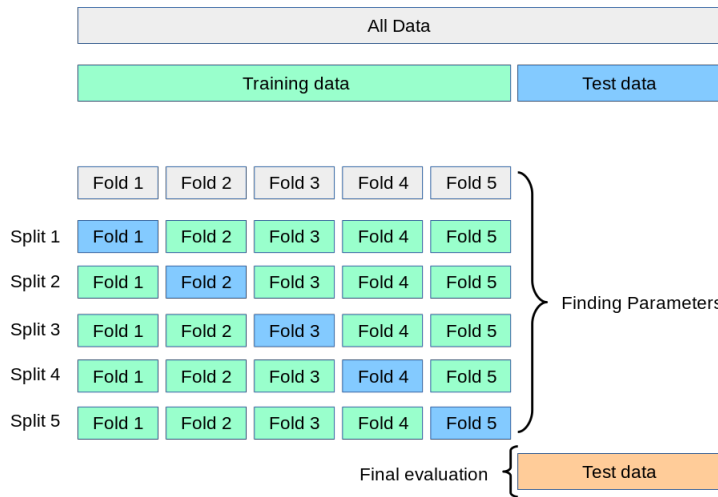 All Data
Training data Test data
Fold 1 Fold 2 Fold 3 Fold 4 Fold 5
Split 1 Fold 1 Fold 2 Fold 3 Fold 4 Fold 5
Split 2 Fold 1 Fold 2 Fold 3 Fold 4 Fold 5
Split 3 Fold 1 Fold 2 Fold 3 Fold 4 Fold 5
Finding Parameters
Split 4 Fold 1 Fold 2 Fold 3 Fold 4 Fold 5
Split 5 Fold 1 Fold 2 Fold 3 Fold 4 Fold 5
Final evaluation Test data